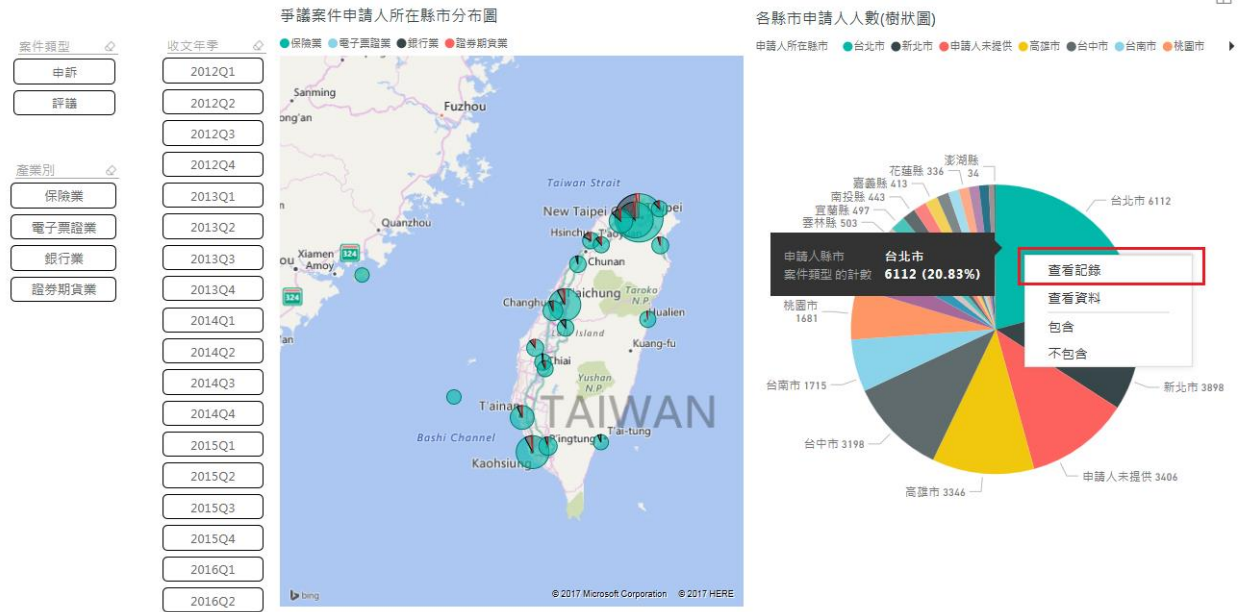 爭議案件申請人所在縣市分布圖
保險業 電子票證業 銀行業 證券期貨業
各縣市申請人人數(樹狀圖)
申請人所在縣市 台北市 新北市 申請人未提供 高雄市 台中市 台南市 桃園市
案件類型
申訴
評議
產業別
保險業
電子票證業
銀行業
證券期貨業
收文年季
2012Q1
2012Q2
2012Q3
2012Q4
2013Q1
2013Q2
2013Q3
2013Q4
2014Q1
2014Q2
2014Q3
2014Q4
2015Q1
2015Q2
2015Q3
2015Q4
2016Q1
2016Q2
Sanming
Fuzhou
ong'an
Taiwan Strait
New Taipei
Quanzhou
Hsinchu
Xiamen
Amoy
324
324
Chunan
Changhu
aichung
Taroko
N.P.
Hualien
Island
Kuang-fu
Chiai
Yushan
N.P.
T'aina
TAIWAN
Bashi Channel
P'ingtung
T'ai-tung
Kaohsiung
bing
© 2017 Microsoft Corporation © 2017 HERE
澎湖縣
34
花蓮縣 336
嘉義縣 413
南投縣 443
宜蘭縣 497
雲林縣 503
台北市 6112
申請人縣市 台北市
案件類型 的計數 6112 (20.83%)
查看記錄
查看資料
包含
不包含
桃園市
1681
台南市 1715
新北市 3898
台中市 3198
申請人未提供 3406
高雄市 3346